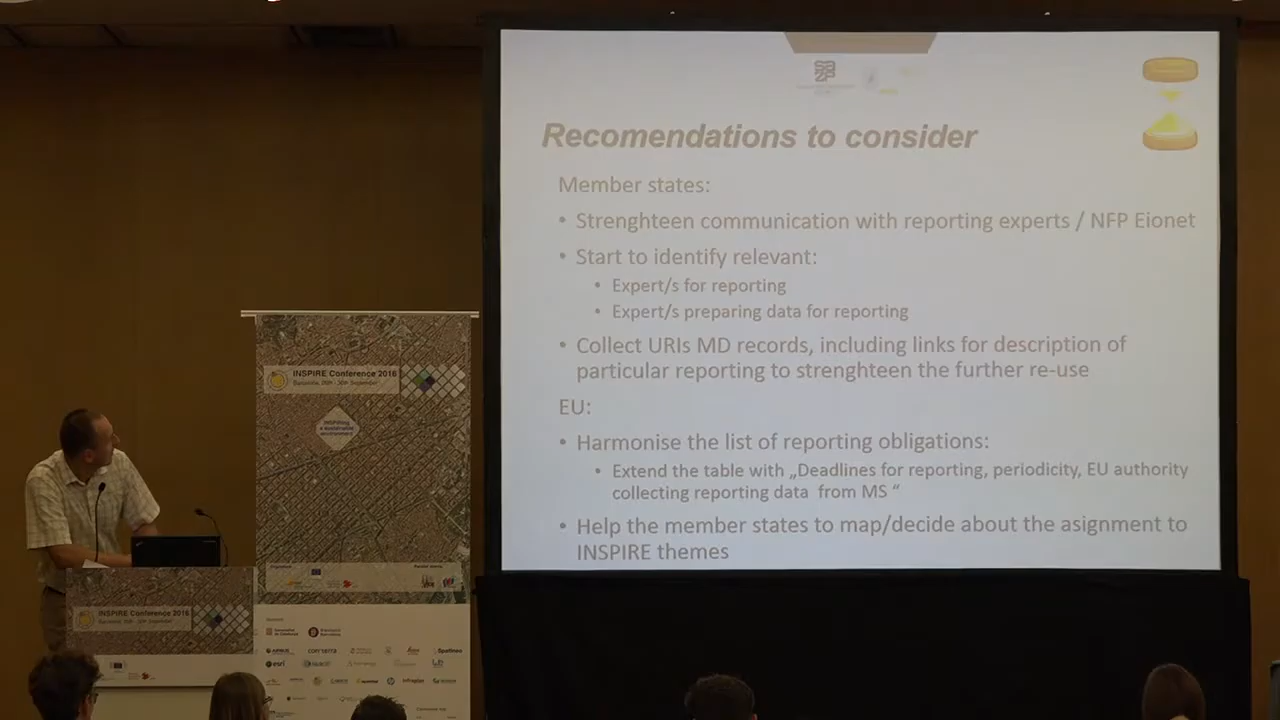 Recomendations to consider
Member states:
• Strenghteen communication with reporting experts / NFP Eionet
• Start to identify relevant:
• Expert/s for reporting
• Expert/s preparing data for reporting
• Collect URIs MD records, including links for description of
particular reporting to strenghteen the further re-use
EU:
• Harmonise the list of reporting obligations:
• Extend the table with „Deadlines for reporting, periodicity, EU authority
collecting reporting data from MS “
• Help the member states to map/decide about the asignment to
INSPIRE themes
INSPIRE Conference 2016
INSPIRE Conference 2016
esri